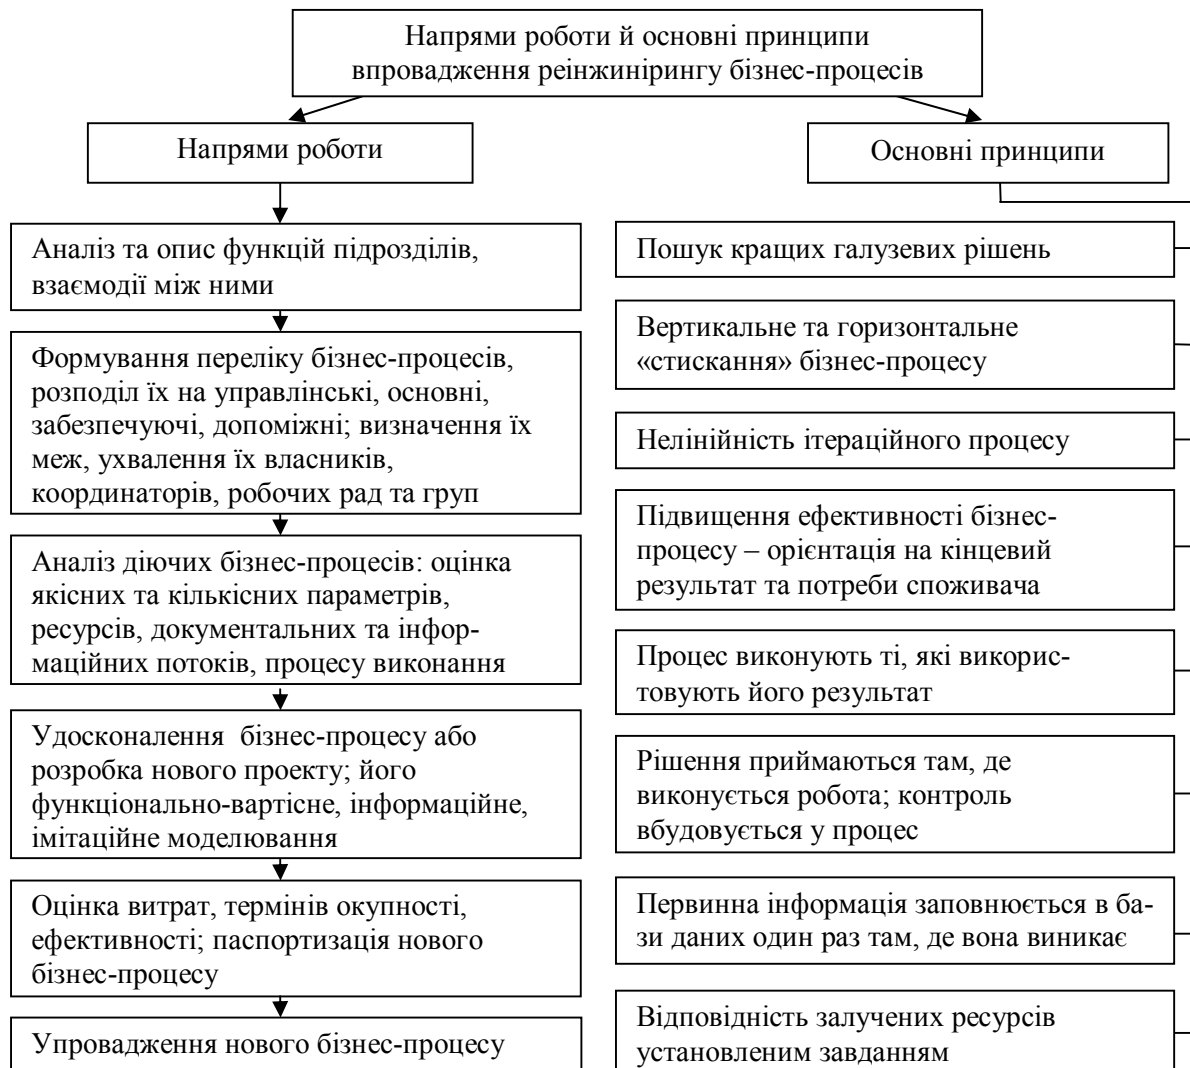 Напрями роботи й основні принципи
впровадження реінжинірингу бізнес-процесів
Напрями роботи
Основні принципи
Аналіз та опис функцій підрозділів,
взаємодії між ними
Формування переліку бізнес-процесів,
розподіл їх на управлінські, основні,
забезпечуючі, допоміжні; визначення їх
меж, ухвалення їх власників,
координаторів, робочих рад та груп
Аналіз діючих бізнес-процесів: оцінка
якісних та кількісних параметрів,
ресурсів, документальних та інфор-
маційних потоків, процесу виконання
Удосконалення бізнес-процесу або
розробка нового проекту; його
функціонально-вартісне, інформаційне,
імітаційне моделювання
Оцінка витрат, термінів окупності,
ефективності; паспортизація нового
бізнес-процесу
Упровадження нового бізнес-процесу
Пошук кращих галузевих рішень
Вертикальне та горизонтальне
«стискання» бізнес-процесу
Нелінійність ітераційного процесу
Підвищення ефективності бізнес-
процесу – орієнтація на кінцевий
результат та потреби споживача
Процес виконують ті, які викорис-
товують його результат
Рішення приймаються там, де
виконується робота; контроль
вбудовується у процес
Первинна інформація заповнюється в ба-
зи даних один раз там, де вона виникає
Відповідність залучених ресурсів
установленим завданням